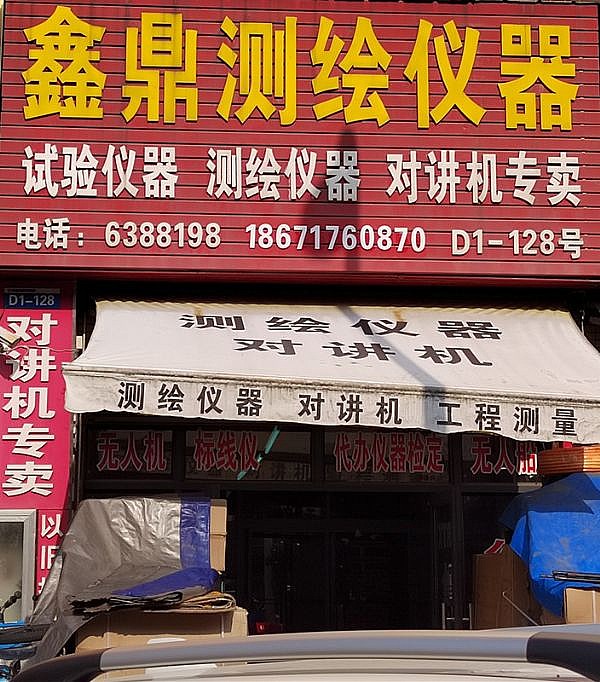 鑫鼎测绘仪器
试验仪器 测绘仪器 对讲机专卖
电话：6388198 18671760870 D1-128号
D1-128
对讲机专卖
以旧
测绘仪器
对讲机
测绘仪器 对讲机 工程测量
无人机 标线仪 代办仪器检定 无人船